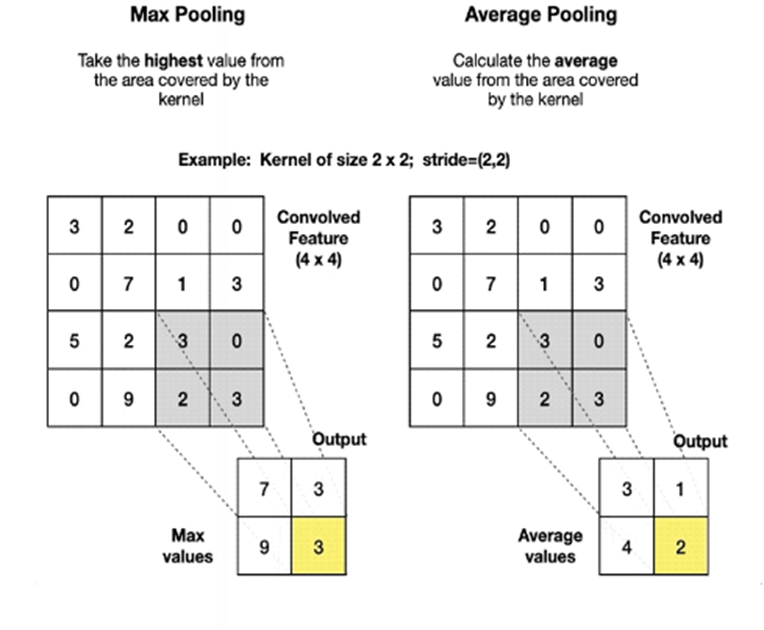 Max Pooling
Take the highest value from
the area covered by the
kernel
Average Pooling
Calculate the average
value from the area covered
by the kernel
Example: Kernel of size 2 x 2; stride=(2,2)
3 2 0 0
0 7 1 3
5 2 3 0
0 9 2 3
Convolved
Feature
(4 x 4)
Output
7 3
9 3
Max
values
3 2 0 0
0 7 1 3
5 2 3 0
0 9 2 3
Convolved
Feature
(4 x 4)
Output
3 1
4 2
Average
values